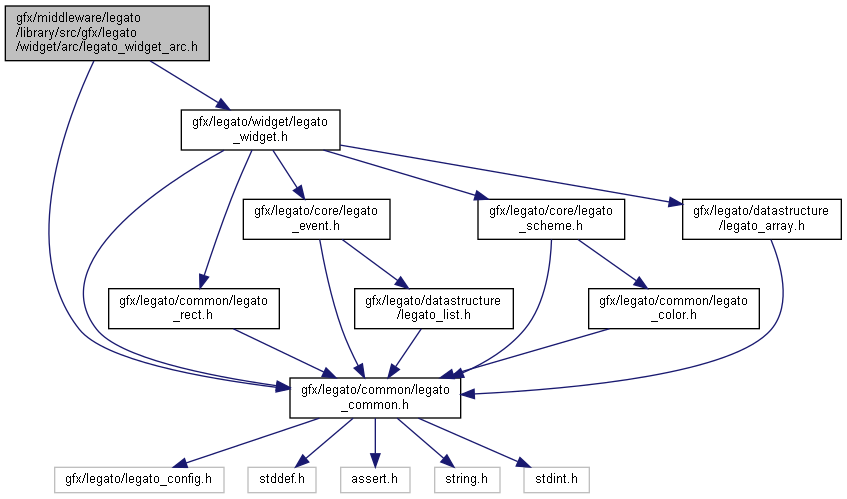 gfx/middleware/legato
/library/src/gfx/legato
/widget/arc/legato_widget_arc.h
gfx/legato/widget/legato
_widget.h
gfx/legato/core/legato
_event.h
gfx/legato/core/legato
_scheme.h
gfx/legato/datastructure
/legato_array.h
gfx/legato/common/legato
_rect.h
gfx/legato/datastructure
/legato_list.h
gfx/legato/common/legato
_color.h
gfx/legato/common/legato
_common.h
gfx/legato/legato_config.h
stddef.h
assert.h
string.h
stdint.h